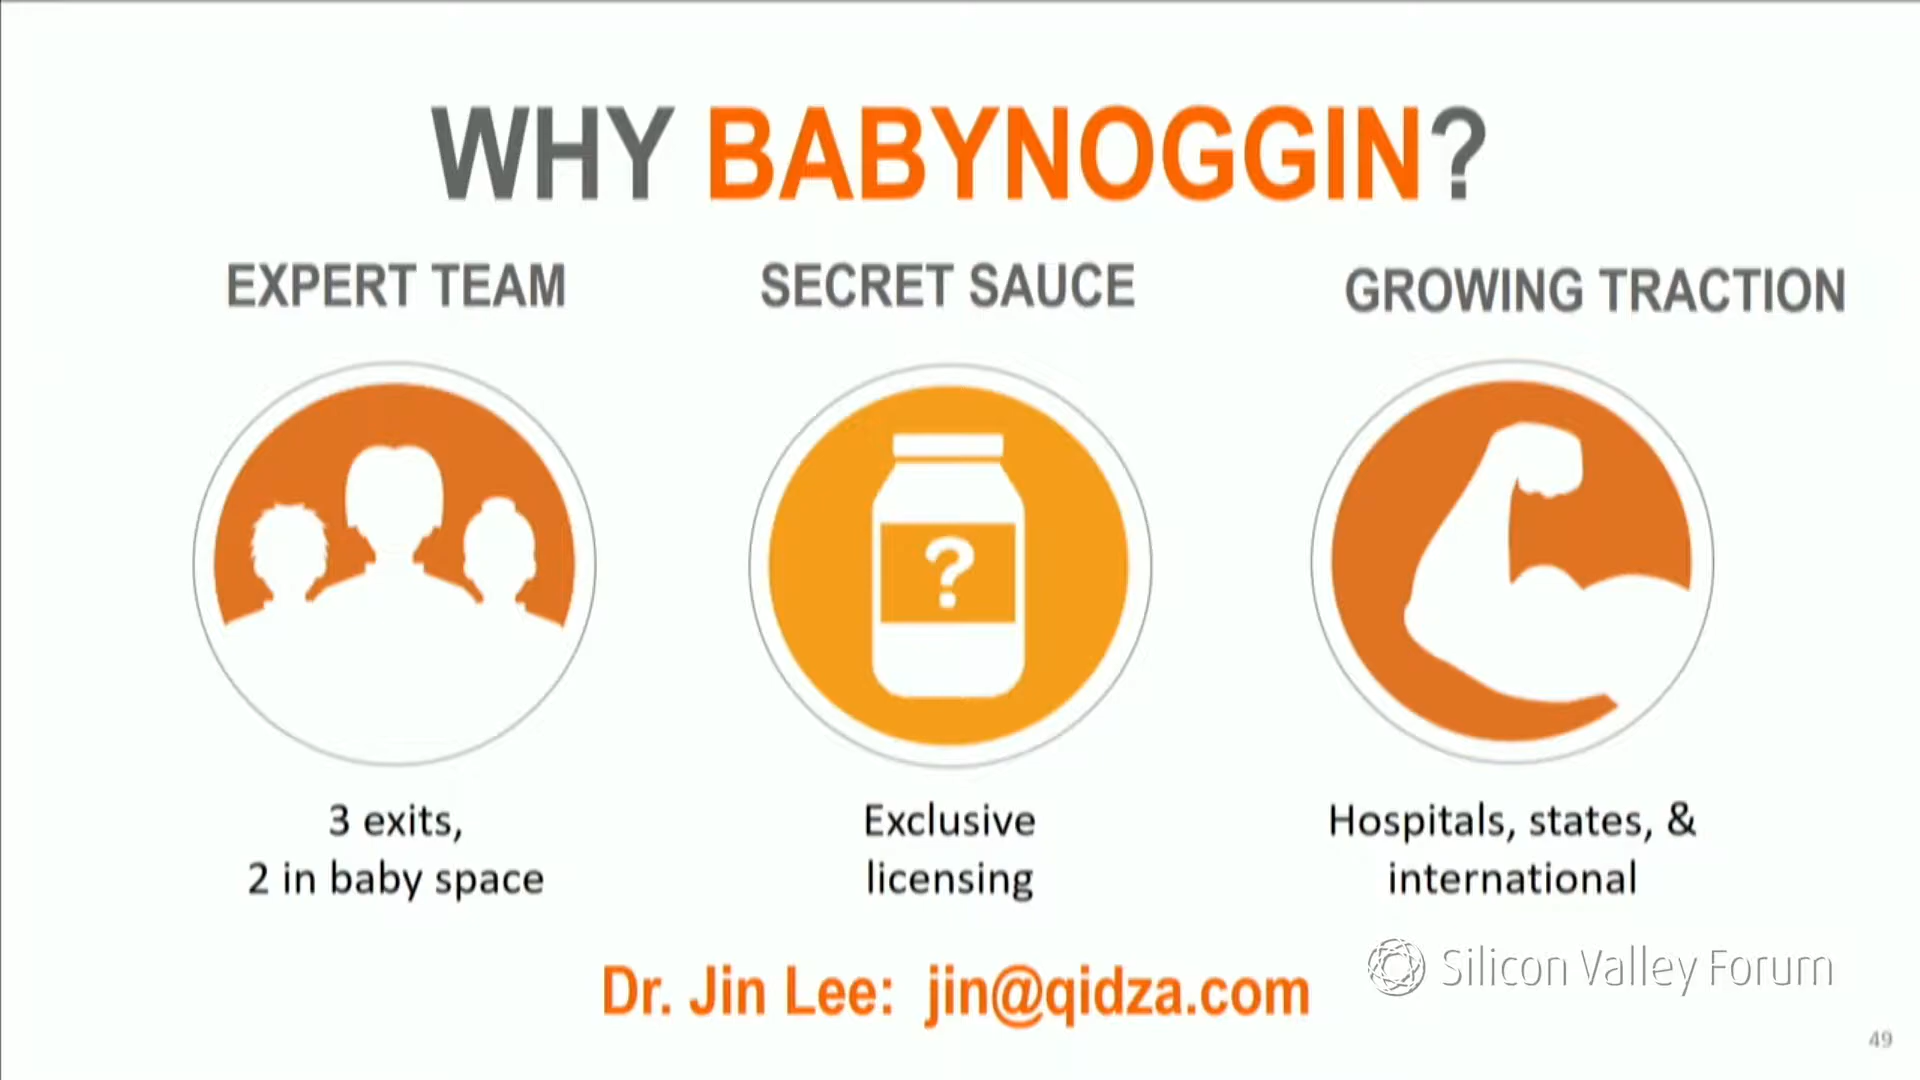 WHY BABYNOGGIN?
EXPERT TEAM
SECRET SAUCE
GROWING TRACTION
?
3 exits,
2 in baby space
Exclusive
licensing
Hospitals, states, &
international
Dr. Jin Lee: jin@qidza.com
Silicon Valley Forum
49